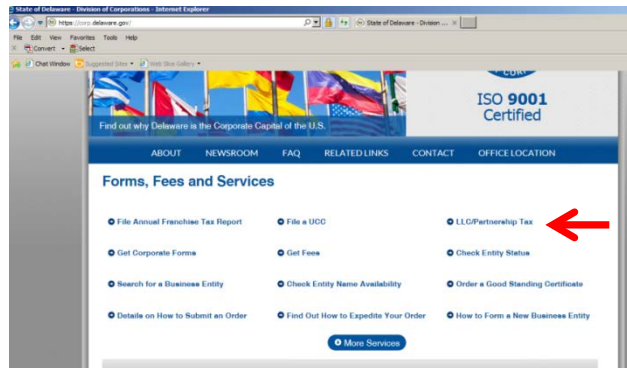 State of Delaware - Division of Corporations - Internet Explorer
https://corp.delaware.gov/
State of Delaware - Division ...
File Edit View Favorites Tools Help
Convert Select
Chat Window Suggested Sites Web Slice Gallery
CORP
Find out why Delaware is the Corporate Capital of the U.S.
ISO 9001
Certified
ABOUT NEWSROOM FAQ RELATED LINKS CONTACT OFFICE LOCATION
Forms, Fees and Services
File Annual Franchise Tax Report File a UCC LLC/Partnership Tax
Get Corporate Forms Get Fees Check Entity Status
Search for a Business Entity Check Entity Name Availability Order a Good Standing Certificate
Details on How to Submit an Order Find Out How to Expedite Your Order How to Form a New Business Entity
More Services